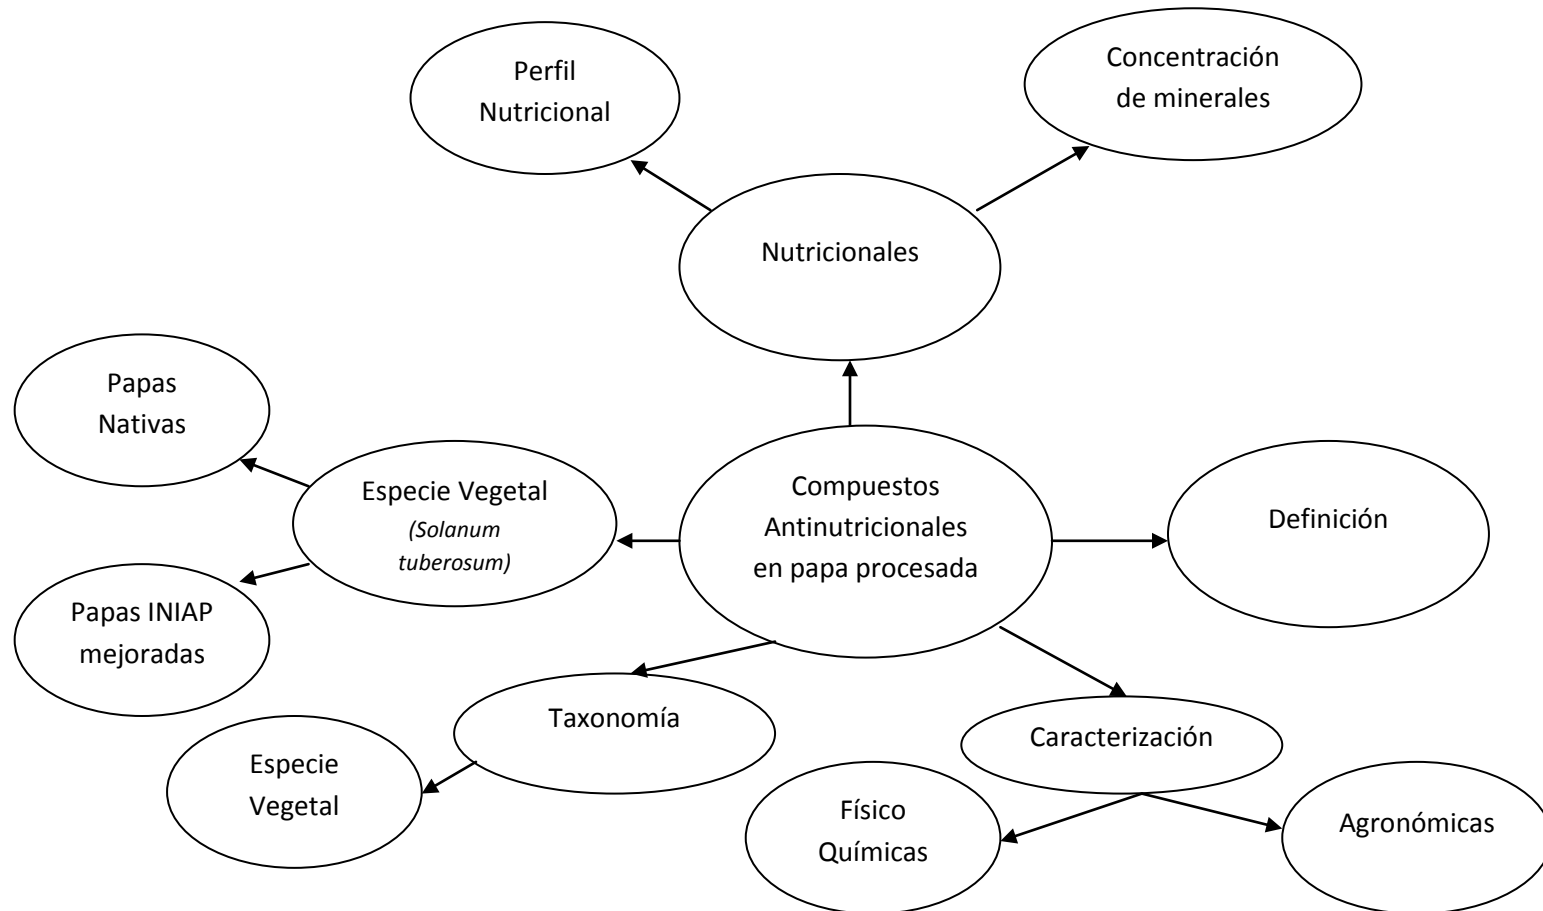 Perfil
Nutricional
Concentración
de minerales
Nutricionales
Papas
Nativas
Especie Vegetal
(Solanum
tuberosum)
Compuestos
Antinutricionales
en papa procesada
Definición
Papas INIAP
mejoradas
Taxonomía
Caracterización
Especie
Vegetal
Físico
Químicas
Agronómicas